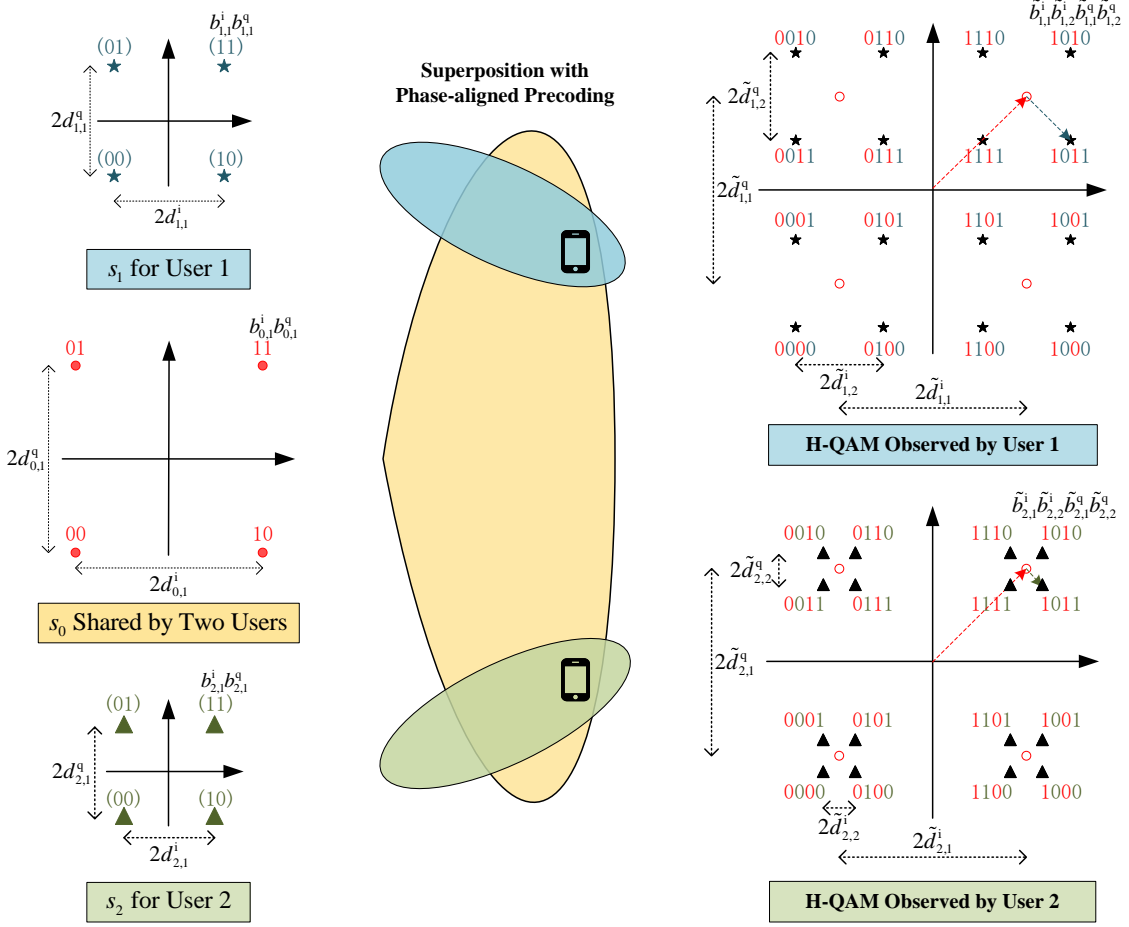 b^i_{1,1}b^q_{1,1}
(01) (11)
2d^q_{1,1}
(00) (10)
2d^i_{1,1}
s_1 for User 1
b^i_{0,1}b^q_{0,1}
01 11
2d^q_{0,1}
00 10
2d^i_{0,1}
s_0 Shared by Two Users
b^i_{2,1}b^q_{2,1}
(01) (11)
2d^q_{2,1}
(00) (10)
2d^i_{2,1}
s_2 for User 2
Superposition with
Phase-aligned Precoding
b̃^i_{1,1}b̃^i_{1,2}b̃^q_{1,1}b̃^q_{1,2}
0010 0110 1110 1010
2d̃^q_{1,2}
0011 0111 1111 1011
2d̃^q_{1,1}
0001 0101 1101 1001
0000 0100 1100 1000
2d̃^i_{1,2}
2d̃^i_{1,1}
H-QAM Observed by User 1
b̃^i_{2,1}b̃^i_{2,2}b̃^q_{2,1}b̃^q_{2,2}
0010 0110 1110 1010
2d̃^q_{2,2}
0011 0111 1111 1011
2d̃^q_{2,1}
0001 0101 1101 1001
0000 0100 1100 1000
2d̃^i_{2,2}
2d̃^i_{2,1}
H-QAM Observed by User 2